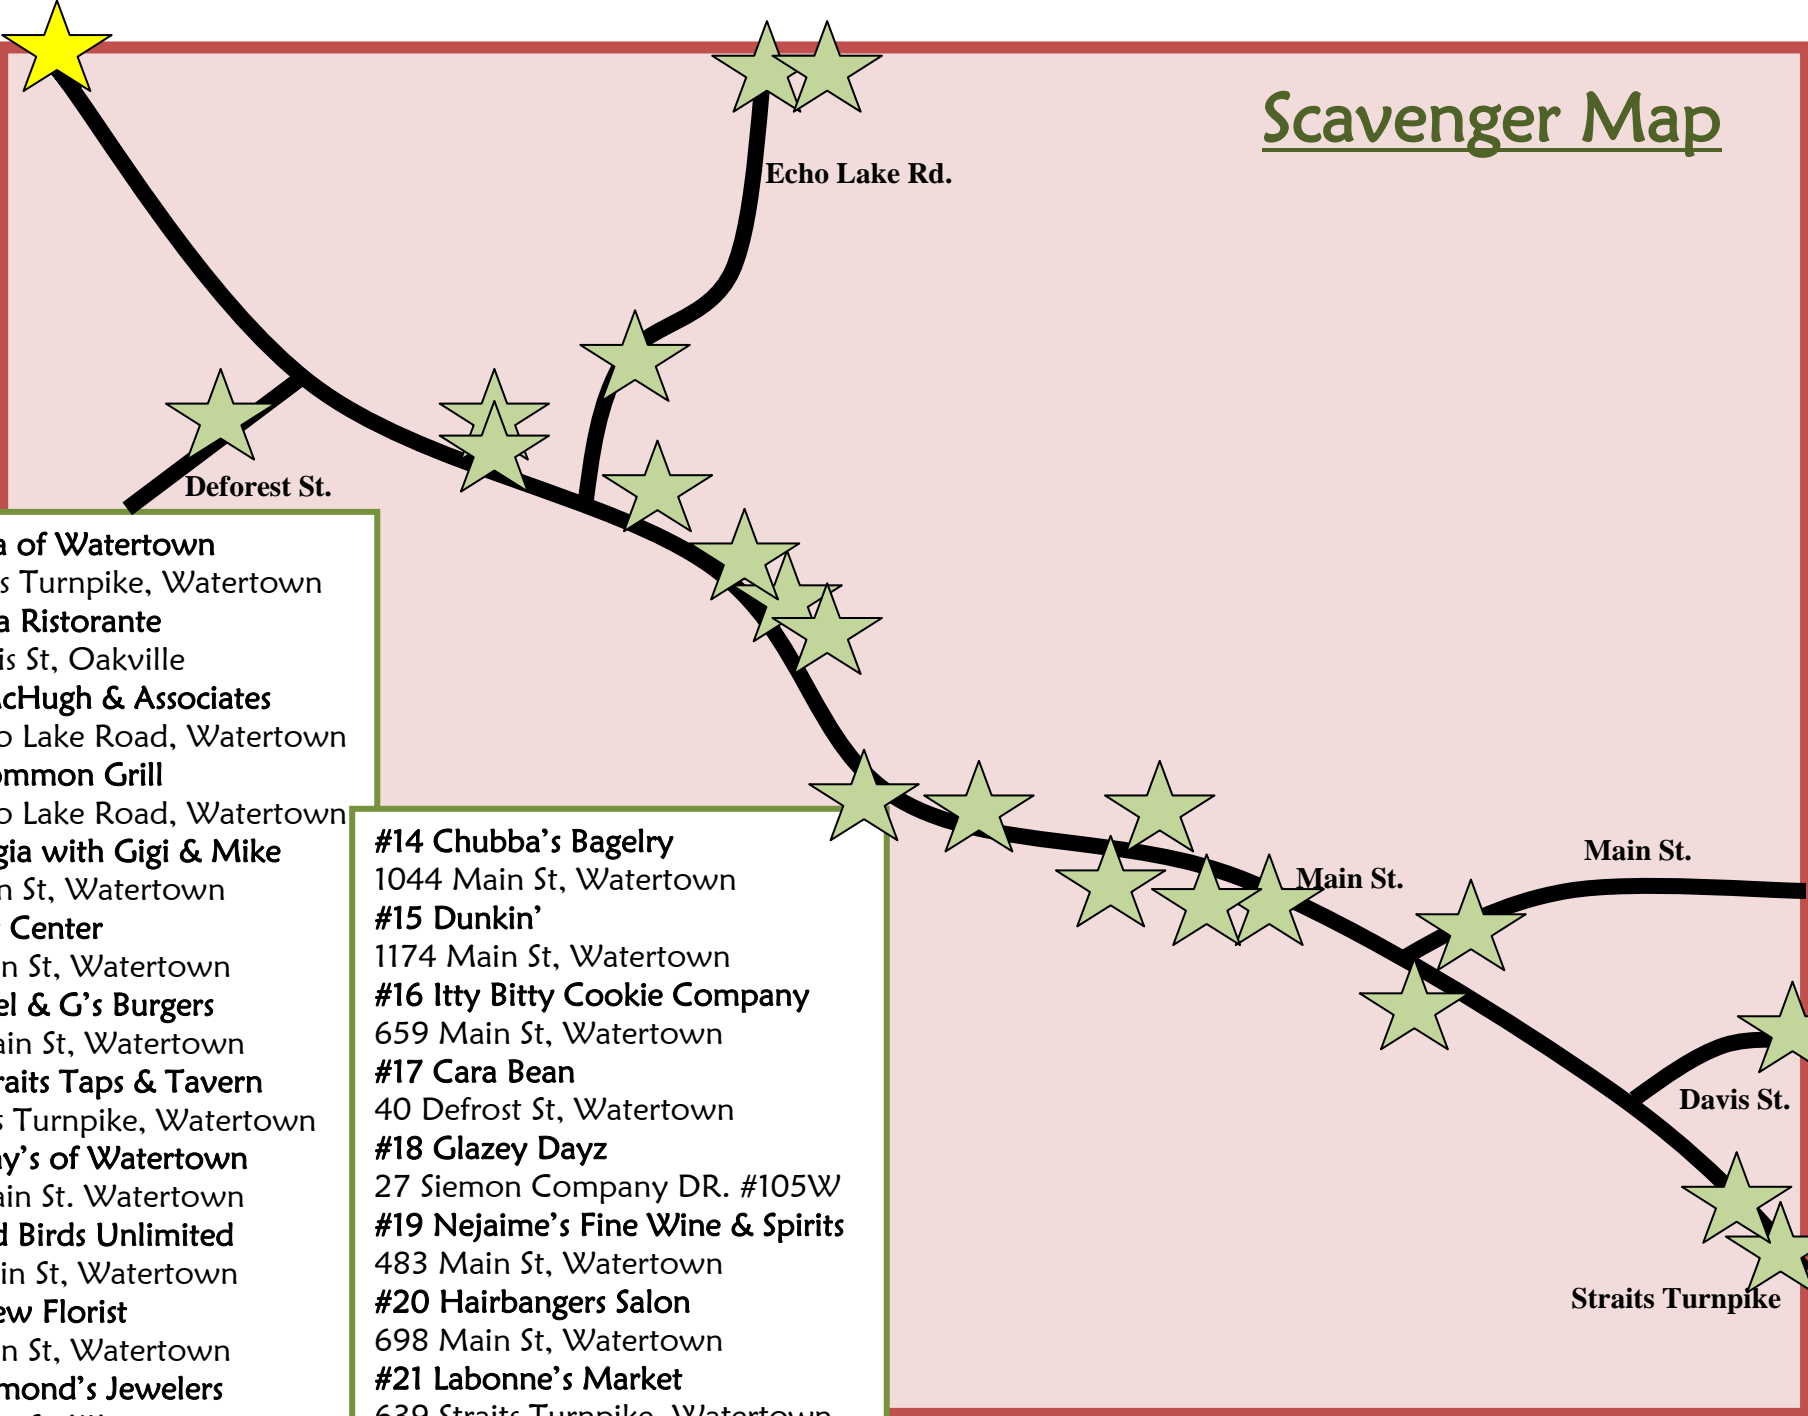 Scavenger Map
Echo Lake Rd.
Deforest St.
Main St.
Main St.
Davis St.
Straits Turnpike
of Watertown
Turnpike, Watertown
Ristorante
St, Oakville
& Associates
Lake Road, Watertown
Grill
Lake Road, Watertown
with Gigi & Mike
St, Watertown
Center
St, Watertown
& G's Burgers
St, Watertown
Taps & Tavern
Turnpike, Watertown
of Watertown
St. Watertown
Birds Unlimited
St, Watertown
Florist
St, Watertown
Jewelers
#14 Chubba's Bagelry
1044 Main St, Watertown
#15 Dunkin'
1174 Main St, Watertown
#16 Itty Bitty Cookie Company
659 Main St, Watertown
#17 Cara Bean
40 Defrost St, Watertown
#18 Glazey Dayz
27 Siemon Company DR. #105W
#19 Nejaime's Fine Wine & Spirits
483 Main St, Watertown
#20 Hairbangers Salon
698 Main St, Watertown
#21 Labonne's Market
639 Straits Turnpike, Watertown